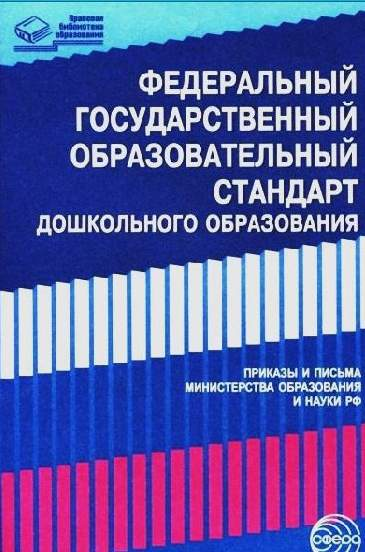 Правовая
библиотека
образования
ФЕДЕРАЛЬНЫЙ
ГОСУДАРСТВЕННЫЙ
ОБРАЗОВАТЕЛЬНЫЙ
СТАНДАРТ
ДОШКОЛЬНОГО ОБРАЗОВАНИЯ
ПРИКАЗЫ И ПИСЬМА
МИНИСТЕРСТВА ОБРАЗОВАНИЯ
И НАУКИ РФ
СФЕРА